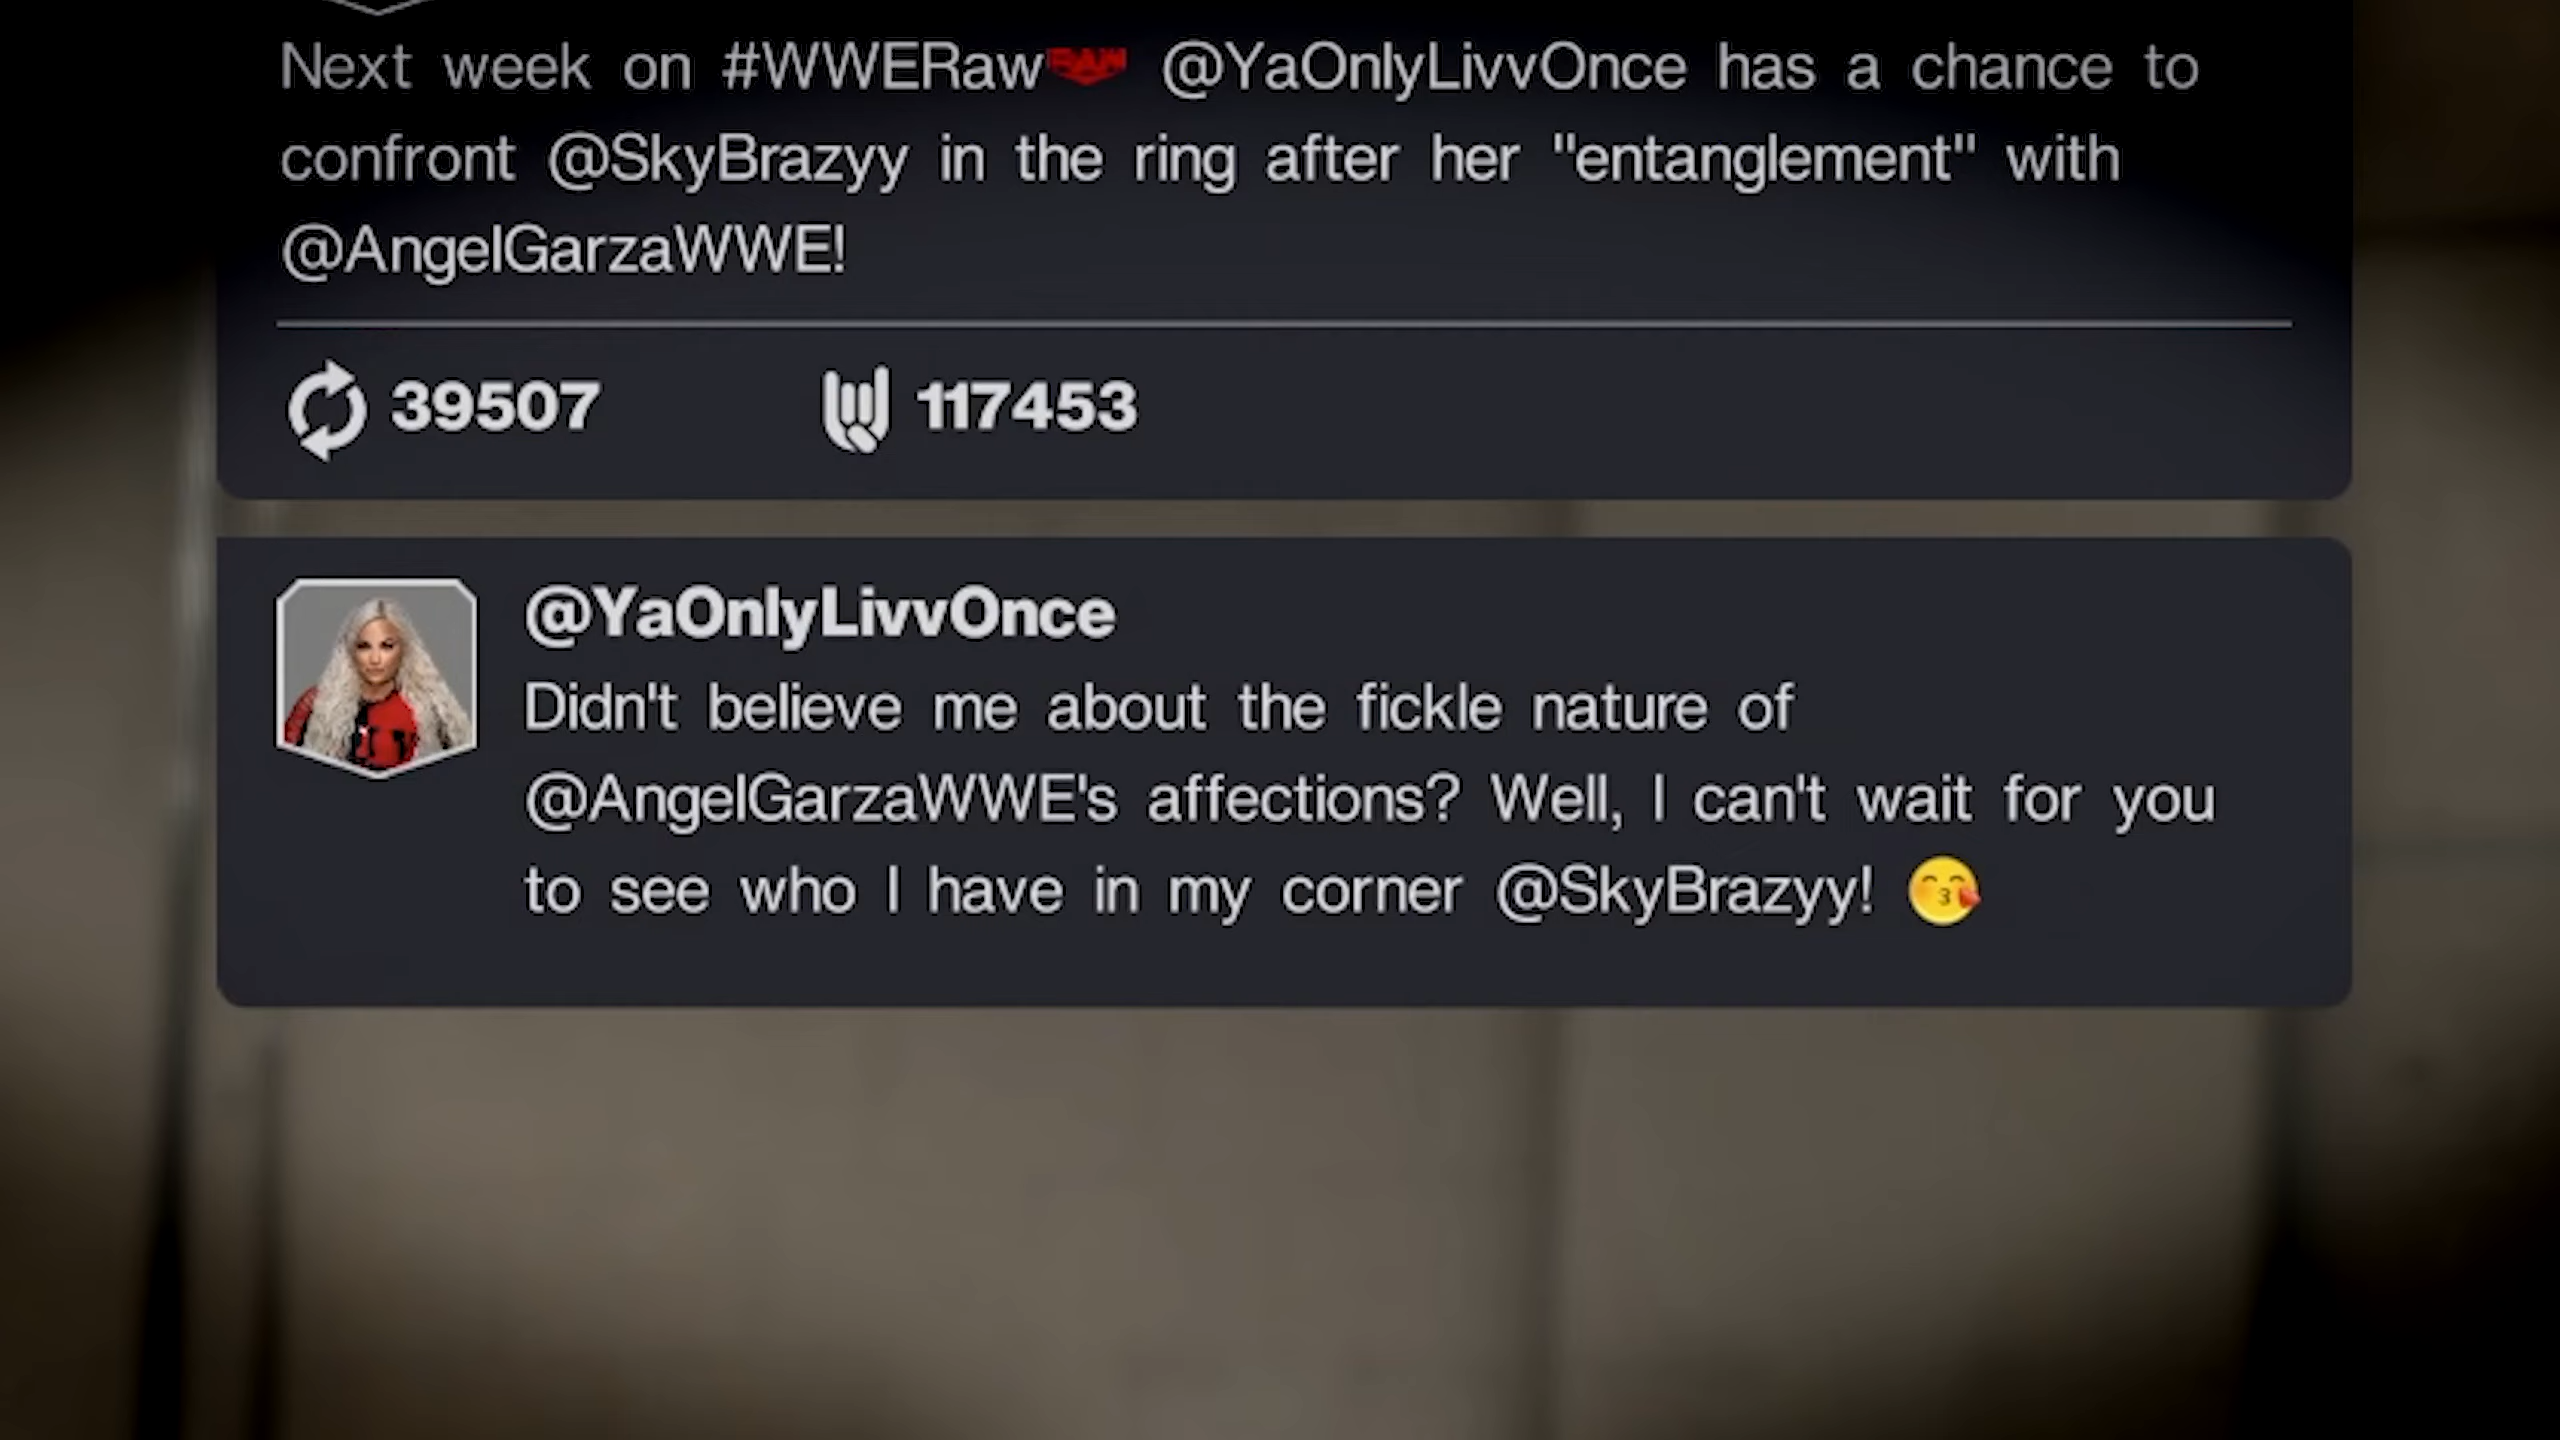 Next week on #WWERaw RAW @YaOnlyLivvOnce has a chance to
confront @SkyBrazyy in the ring after her "entanglement" with
@AngelGarzaWWE!
39507 117453
@YaOnlyLivvOnce
Didn't believe me about the fickle nature of
@AngelGarzaWWE's affections? Well, I can't wait for you
to see who I have in my corner @SkyBrazyy! 😘